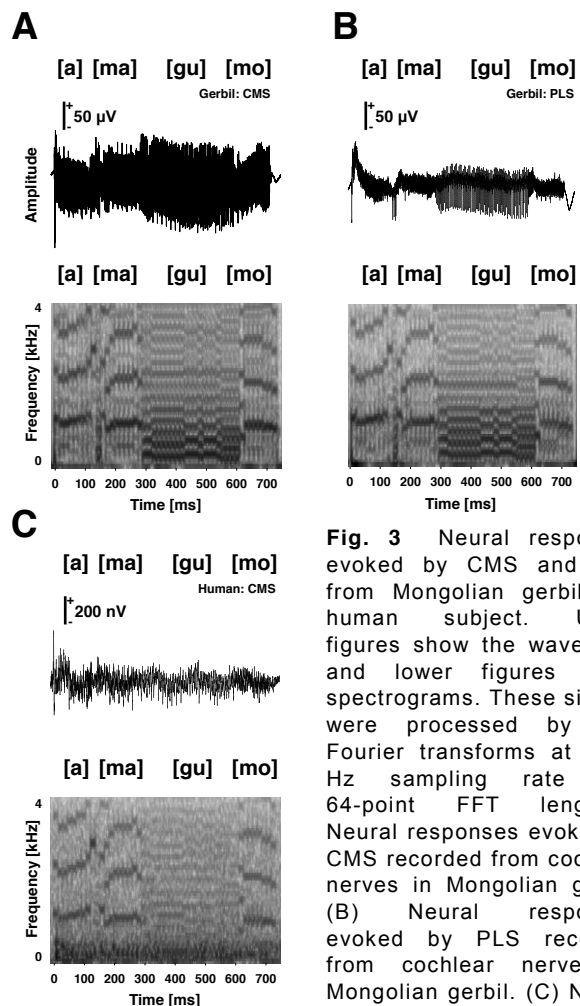 A
[a] [ma] [gu] [mo]
Gerbil: CMS
+
50 µV
-
Amplitude
[a] [ma] [gu] [mo]
4
Frequency [kHz]
0
0 100 200 300 400 500 600 700
Time [ms]
B
[a] [ma] [gu] [mo]
Gerbil: PLS
+
50 µV
-
[a] [ma] [gu] [mo]
0 100 200 300 400 500 600 700
Time [ms]
C
[a] [ma] [gu] [mo]
Human: CMS
+
200 nV
-
[a] [ma] [gu] [mo]
4
Frequency [kHz]
0
0 100 200 300 400 500 600 700
Time [ms]
Fig. 3 Neural respo
evoked by CMS and
from Mongolian gerbil
human subject. U
figures show the wave
and lower figures
spectrograms. These si
were processed by
Fourier transforms at
Hz sampling rate
64-point FFT leng
Neural responses evok
CMS recorded from coc
nerves in Mongolian g
(B) Neural respo
evoked by PLS reco
from cochlear nerve
Mongolian gerbil. (C) N